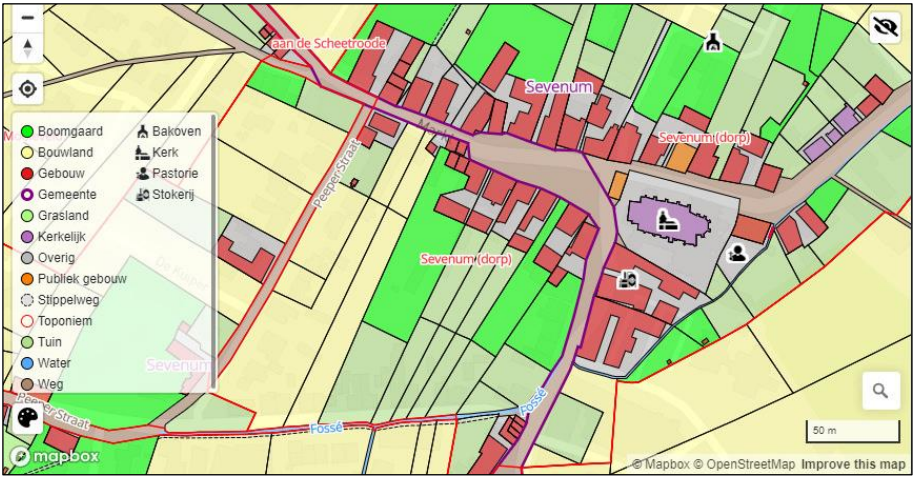 aan de Scheetroode
Sevenum
Sevenum (dorp)
Peeper Straat
Sevenum (dorp)
Boomgaard
Bouwland
Gebouw
Gemeente
Grasland
Kerkelijk
Overig
Publiek gebouw
Stippelweg
Toponiem
Tuin
Water
Weg
Bakoven
Kerk
Pastorie
Stokerij
Sevenum
Peeper Straat
Fossé
Fossé
50 m
mapbox
© Mapbox © OpenStreetMap Improve this map